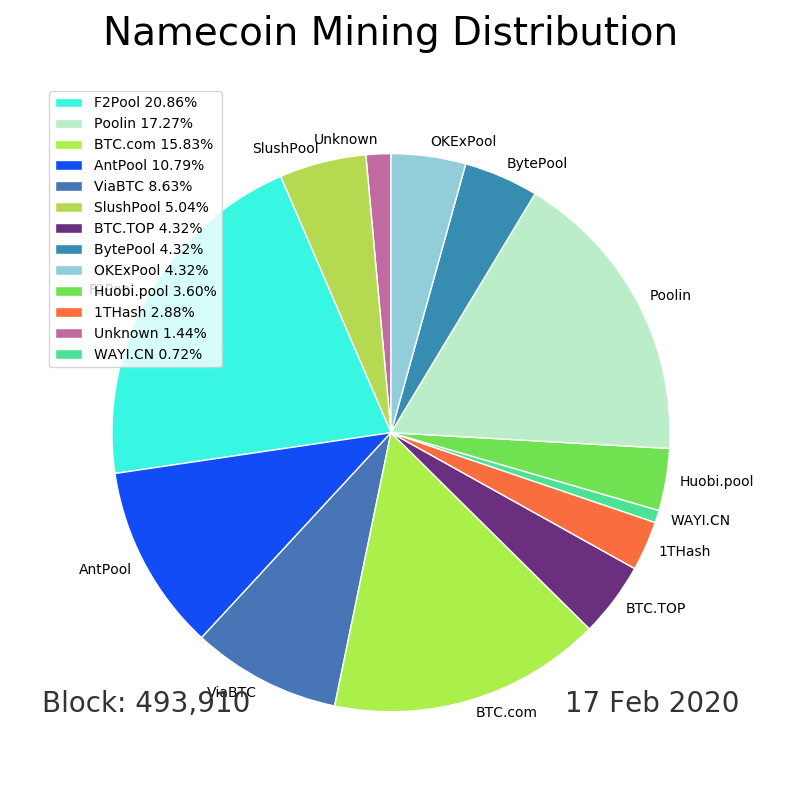 Namecoin Mining Distribution
F2Pool 20.86%
Poolin 17.27%
BTC.com 15.83%
AntPool 10.79%
ViaBTC 8.63%
SlushPool 5.04%
BTC.TOP 4.32%
BytePool 4.32%
OKExPool 4.32%
Huobi.pool 3.60%
1THash 2.88%
Unknown 1.44%
WAYI.CN 0.72%
SlushPool
Unknown
OKExPool
BytePool
Poolin
Huobi.pool
WAYI.CN
1THash
BTC.TOP
BTC.com
ViaBTC
AntPool
Block: 493,910
17 Feb 2020